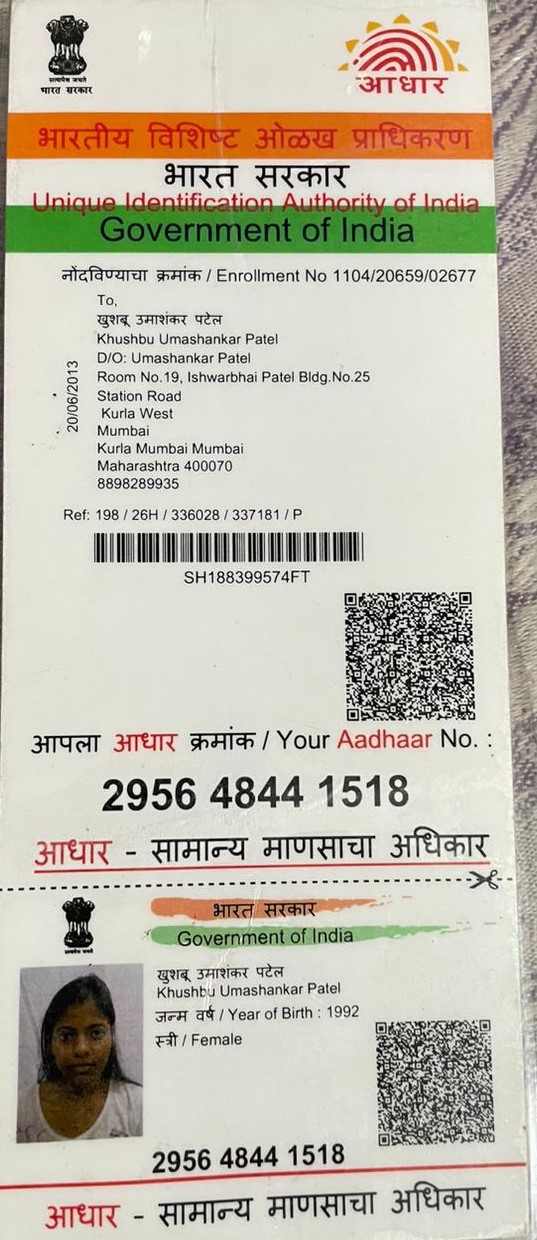 सत्यमेव जयते
भारत सरकार
आधार
भारतीय विशिष्ट ओळख प्राधिकरण
भारत सरकार
Unique Identification Authority of India
Government of India
नोंदविण्याचा क्रमांक / Enrollment No 1104/20659/02677
To,
खुशबू उमाशंकर पटेल
Khushbu Umashankar Patel
D/O: Umashankar Patel
Room No.19, Ishwarbhai Patel Bldg.No.25
Station Road
Kurla West
Mumbai
Kurla Mumbai Mumbai
Maharashtra 400070
8898289935
20/06/2013
Ref: 198 / 26H / 336028 / 337181 / P
SH188399574FT
आपला आधार क्रमांक / Your Aadhaar No. :
2956 4844 1518
आधार - सामान्य माणसाचा अधिकार
सत्यमेव जयते
भारत सरकार
Government of India
खुशबू उमाशंकर पटेल
Khushbu Umashankar Patel
जन्म वर्ष / Year of Birth : 1992
स्त्री / Female
2956 4844 1518
आधार - सामान्य माणसाचा अधिकार